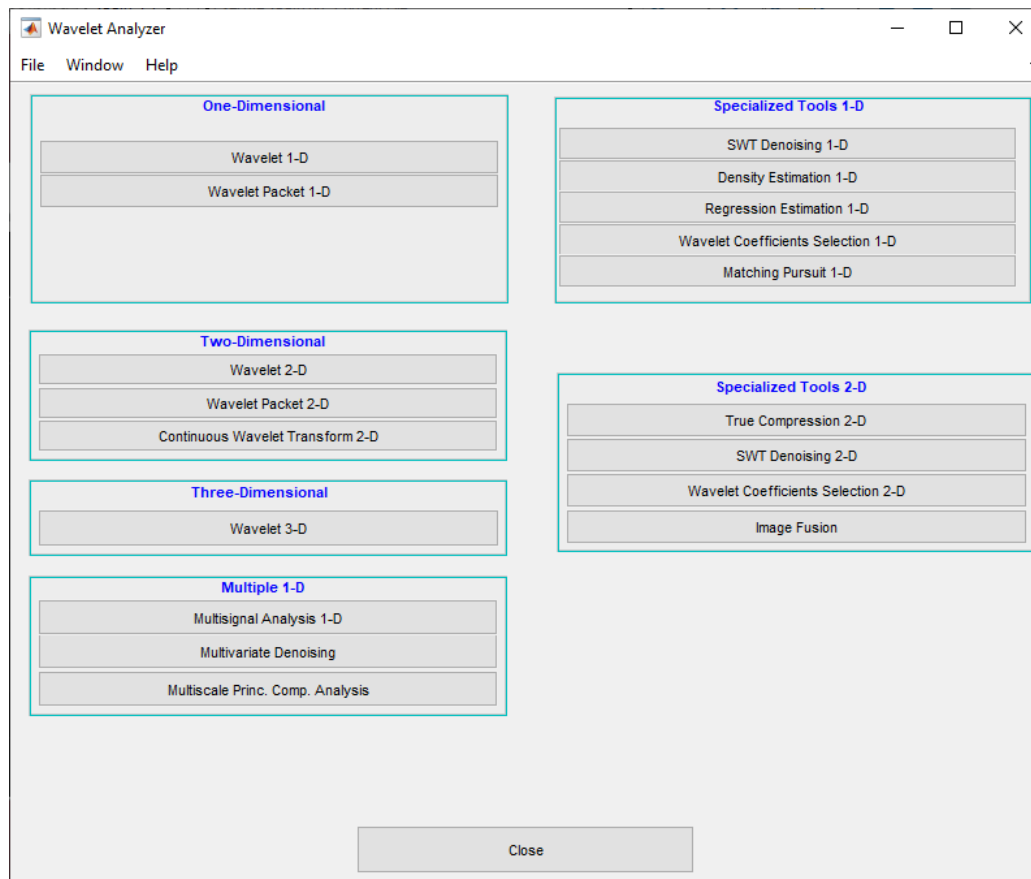 Wavelet Analyzer
File Window Help
One-Dimensional
Wavelet 1-D
Wavelet Packet 1-D
Two-Dimensional
Wavelet 2-D
Wavelet Packet 2-D
Continuous Wavelet Transform 2-D
Three-Dimensional
Wavelet 3-D
Multiple 1-D
Multisignal Analysis 1-D
Multivariate Denoising
Multiscale Princ. Comp. Analysis
Specialized Tools 1-D
SWT Denoising 1-D
Density Estimation 1-D
Regression Estimation 1-D
Wavelet Coefficients Selection 1-D
Matching Pursuit 1-D
Specialized Tools 2-D
True Compression 2-D
SWT Denoising 2-D
Wavelet Coefficients Selection 2-D
Image Fusion
Close